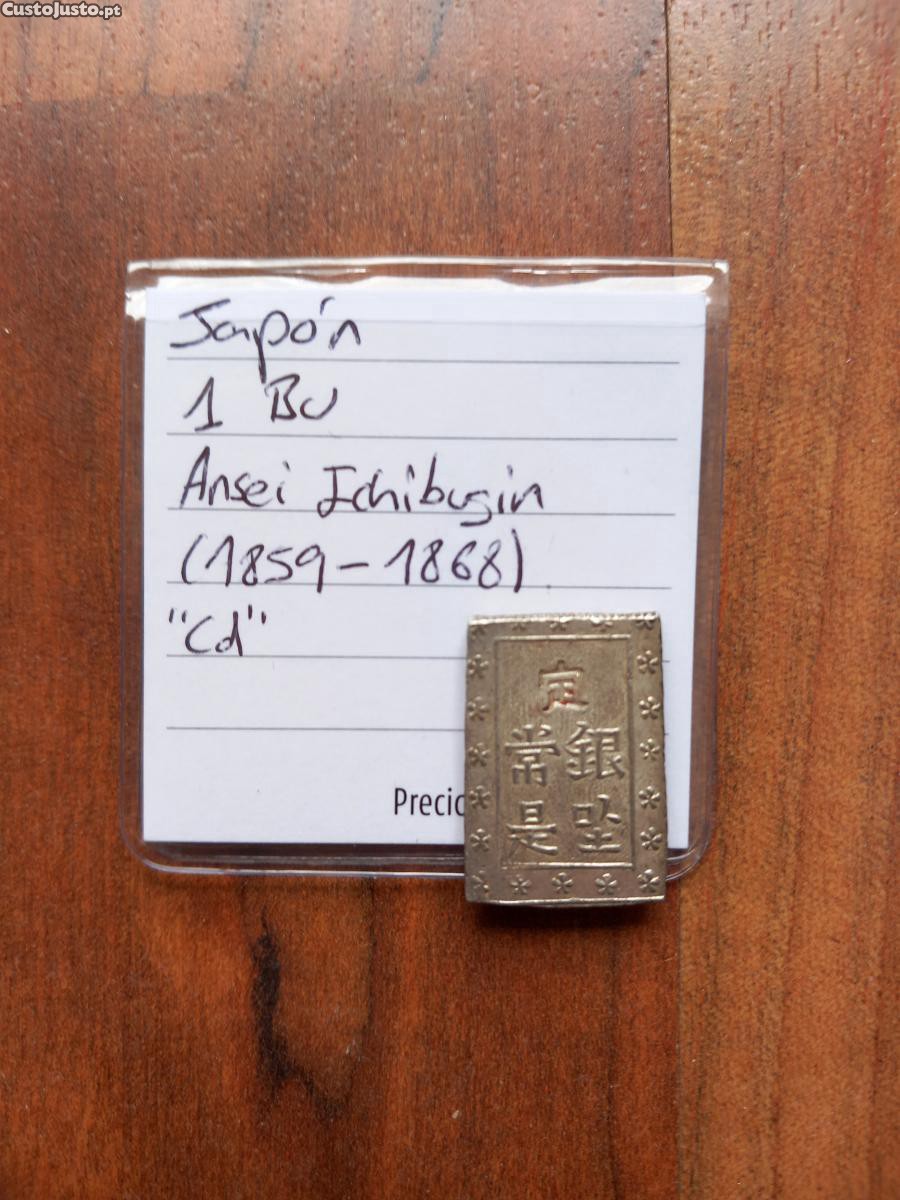 CustoJusto.pt
Japón
1 BU
Ansei Ichibugin
(1859-1868)
"Cd"
Precio
定
銀座
常是